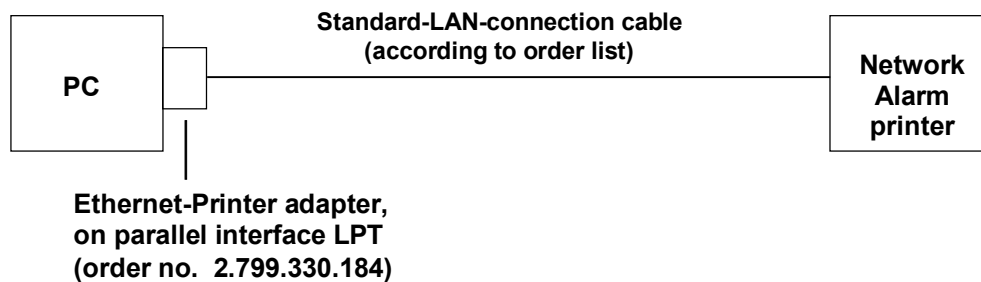 Standard-LAN-connection cable
(according to order list)
PC
Network
Alarm
printer
Ethernet-Printer adapter,
on parallel interface LPT
(order no.  2.799.330.184)